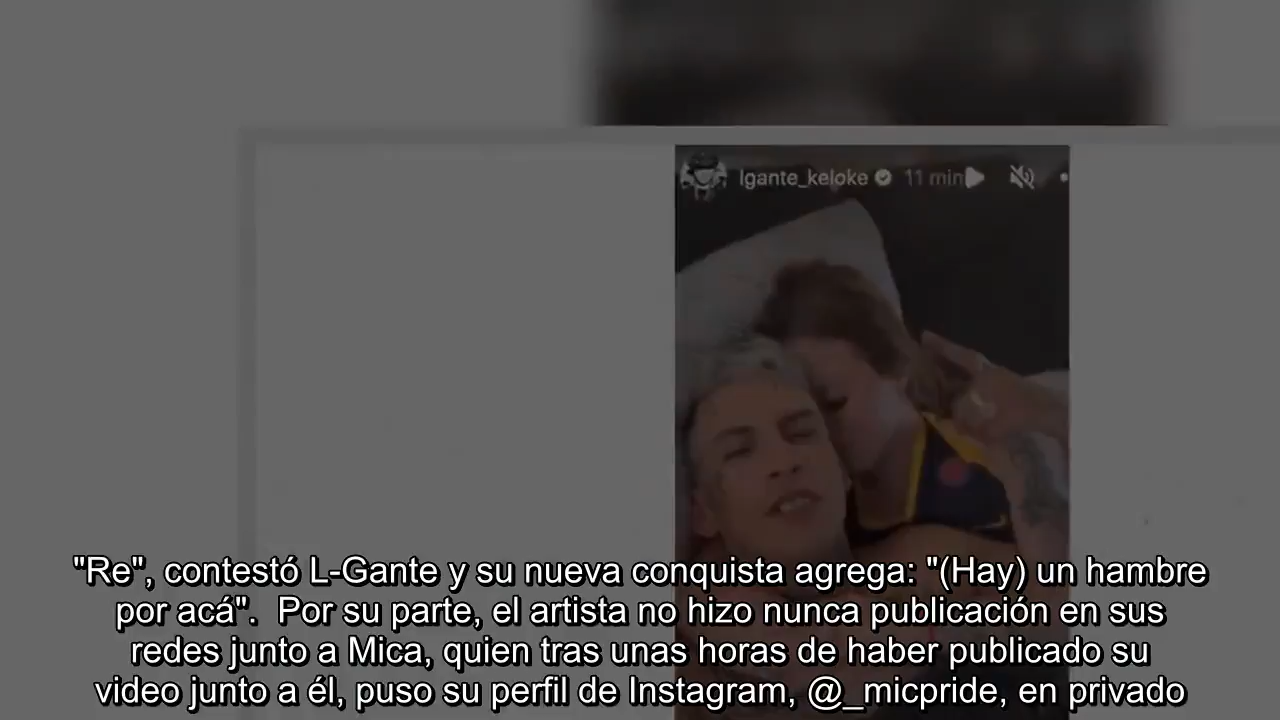 lgante_keloke 11 min
"Re", contestó L-Gante y su nueva conquista agrega: "(Hay) un hambre
por acá".  Por su parte, el artista no hizo nunca publicación en sus
redes junto a Mica, quien tras unas horas de haber publicado su
video junto a él, puso su perfil de Instagram, @_micpride, en privado